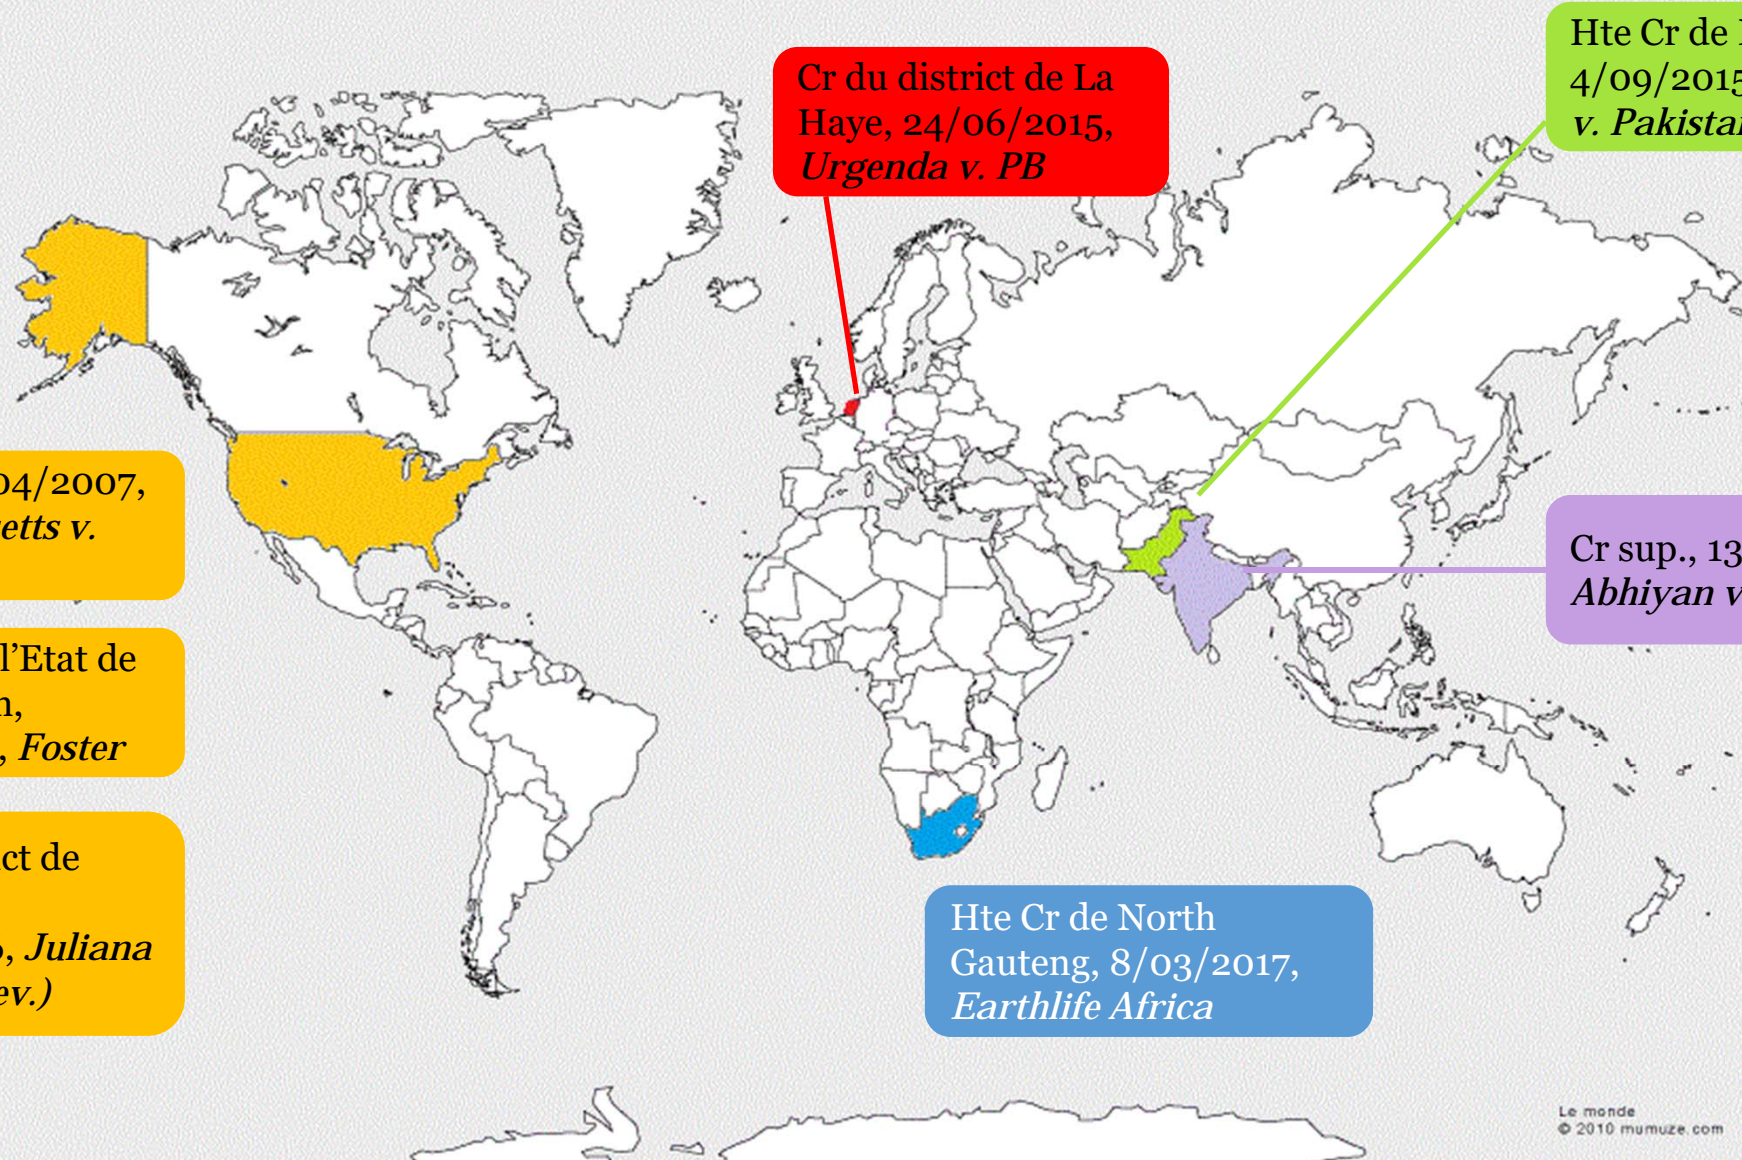 Cr du district de La
Haye, 24/06/2015,
Urgenda v. PB
Hte Cr de
4/09/2015
v. Pakistan
04/2007,
etts v.
l’Etat de
n,
, Foster
ct de
, Juliana
ev.)
Cr sup., 13
Abhiyan v
Hte Cr de North
Gauteng, 8/03/2017,
Earthlife Africa
Le monde
© 2010 mumuze.com